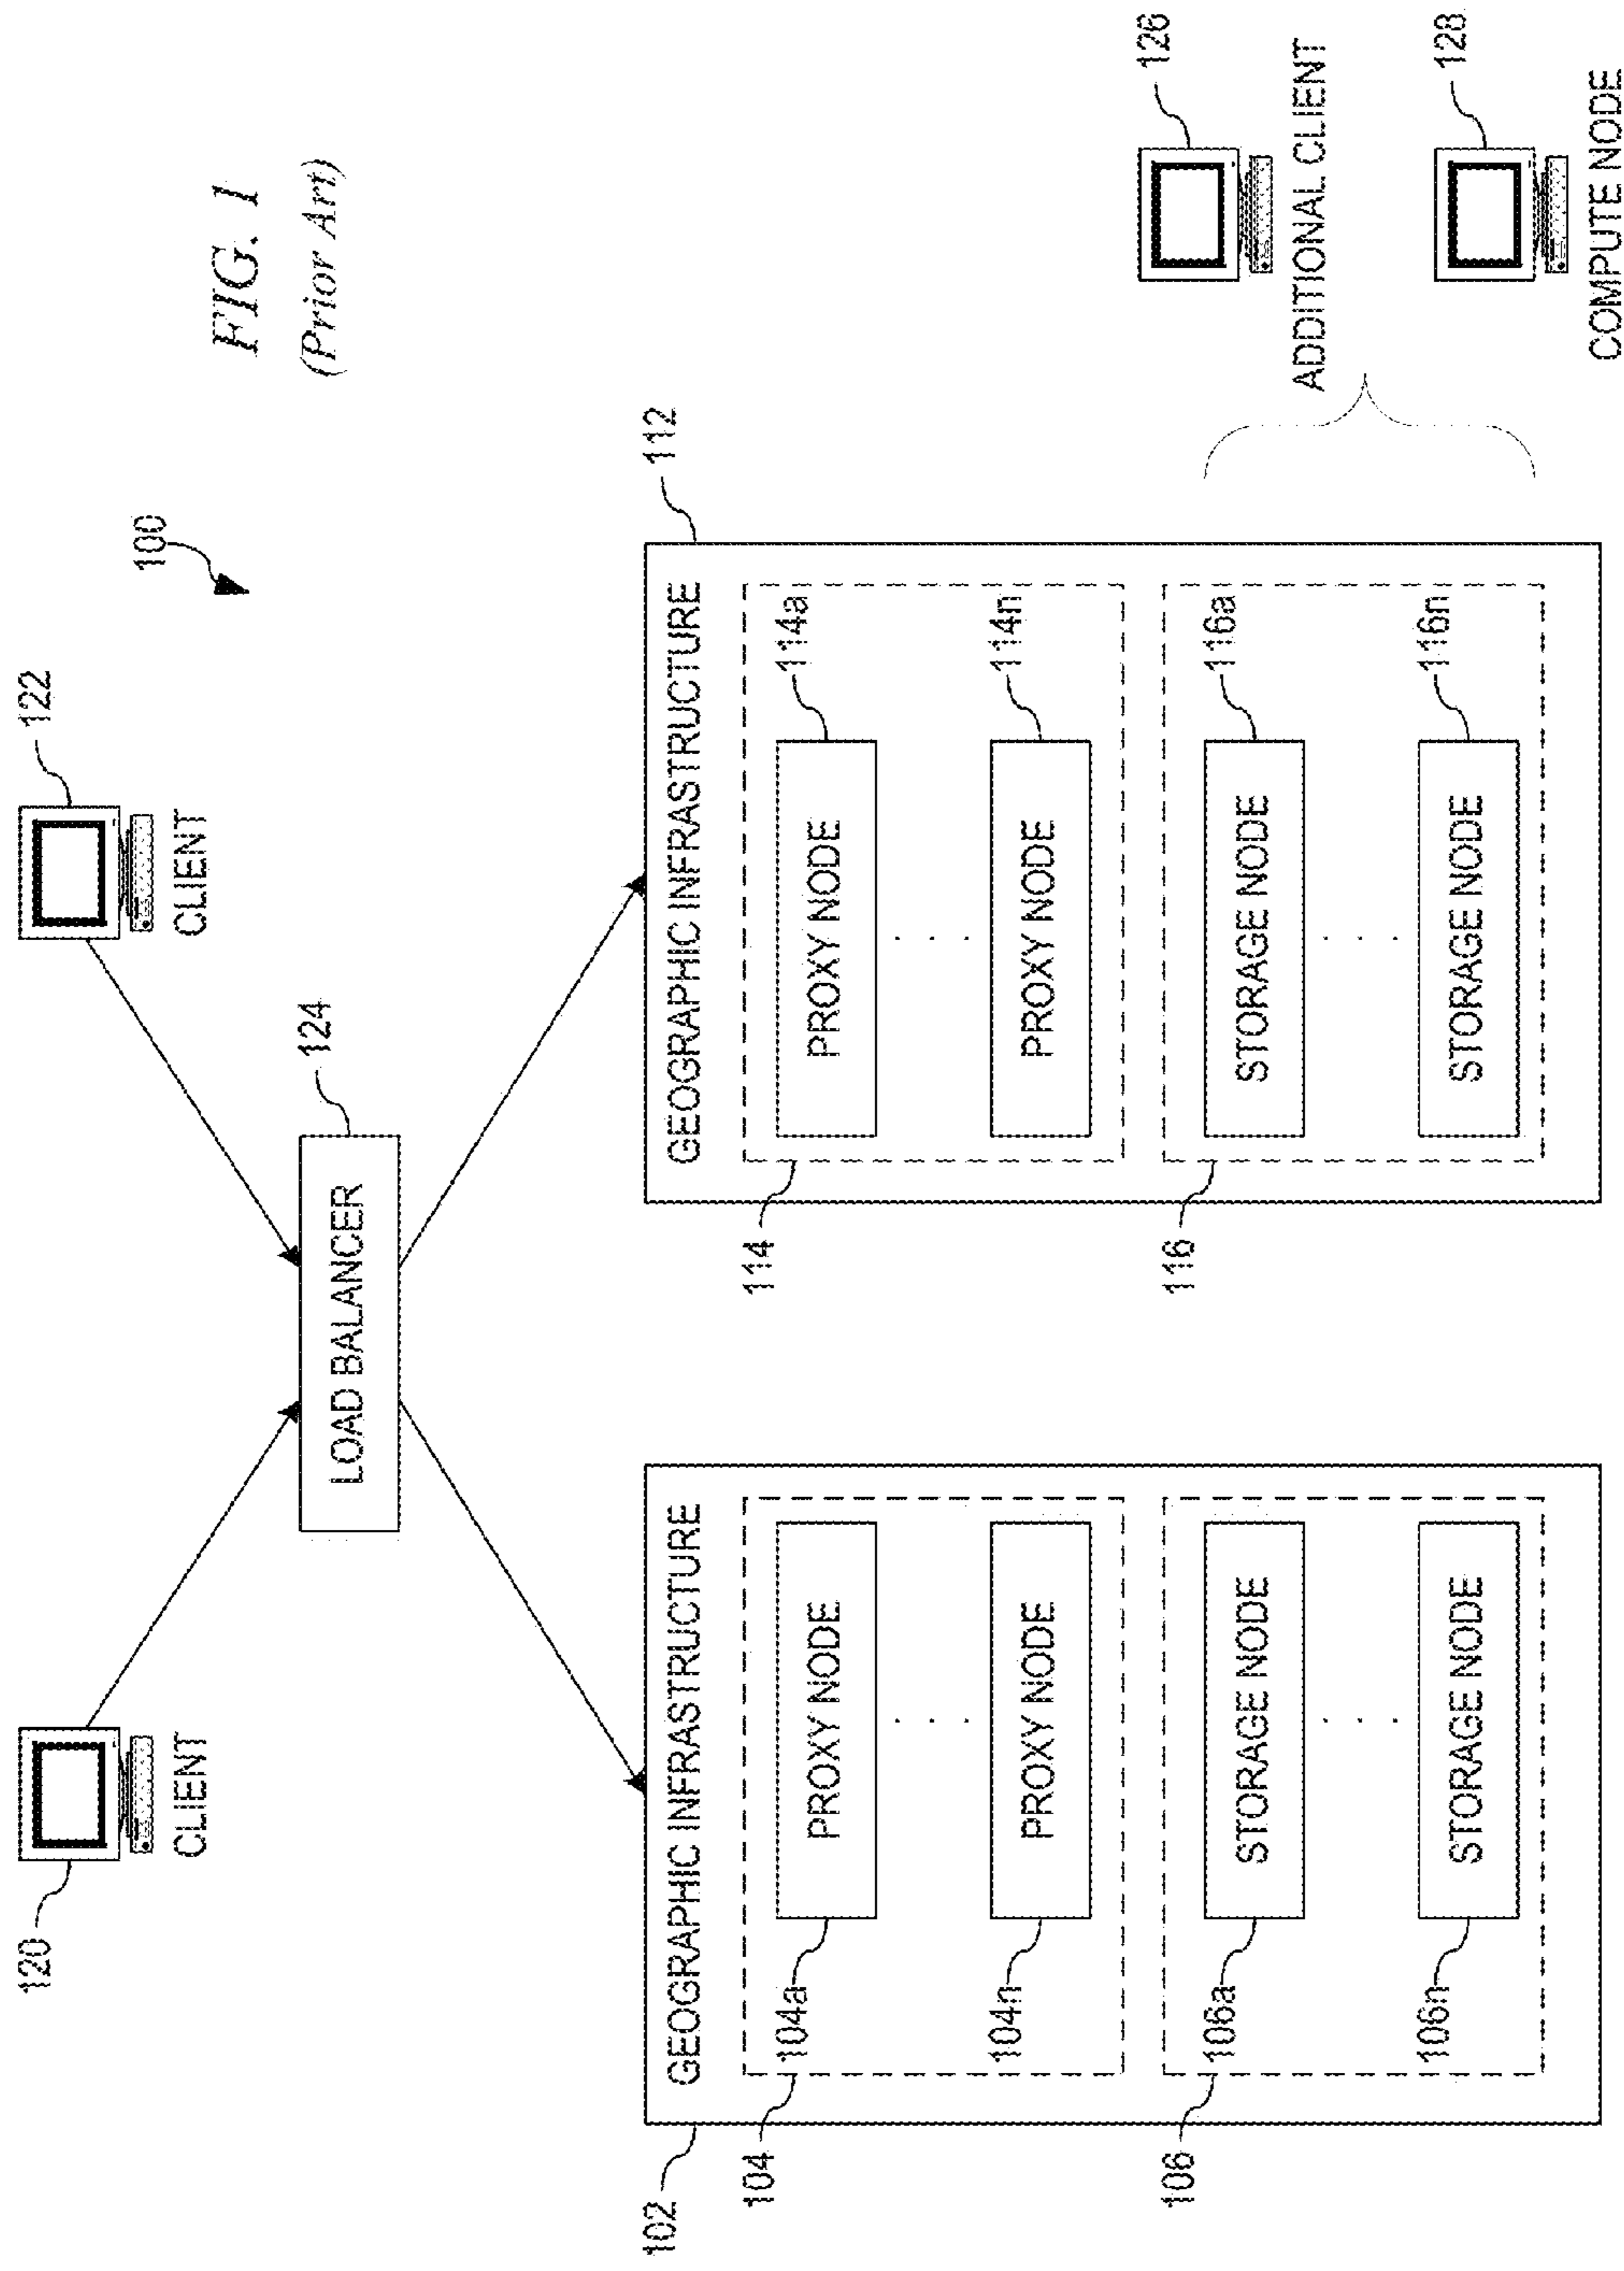 FIG. 1
(Prior Art)
100
120
CLIENT
122
CLIENT
124
LOAD BALANCER
102
GEOGRAPHIC INFRASTRUCTURE
104
104a
PROXY NODE
. . .
104n
PROXY NODE
106
106a
STORAGE NODE
. . .
106n
STORAGE NODE
112
GEOGRAPHIC INFRASTRUCTURE
114
PROXY NODE
114a
. . .
PROXY NODE
114n
116
STORAGE NODE
116a
. . .
STORAGE NODE
116n
126
ADDITIONAL CLIENT
128
COMPUTE NODE